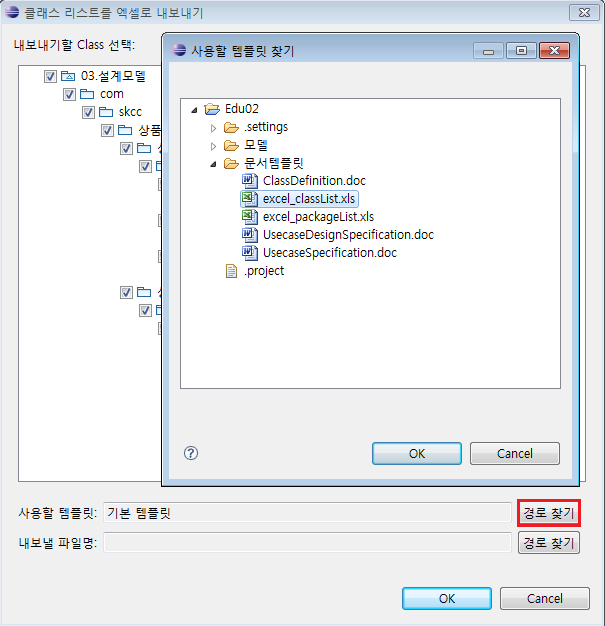 클래스 리스트를 엑셀로 내보내기
내보내기할 Class 선택:
03.설계모델
com
skcc
사용할 템플릿 찾기
Edu02
.settings
모델
문서템플릿
ClassDefinition.doc
excel_classList.xls
excel_packageList.xls
UsecaseDesignSpecification.doc
UsecaseSpecification.doc
.project
OK
Cancel
사용할 템플릿: 기본 템플릿 경로 찾기
내보낼 파일명: 경로 찾기
OK
Cancel